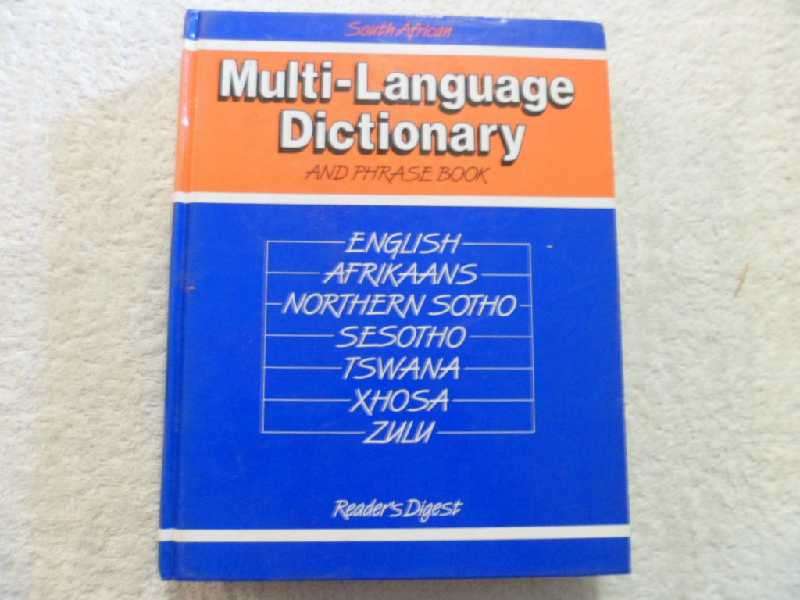 South African
Multi-Language
Dictionary
AND PHRASE BOOK
ENGLISH
AFRIKAANS
NORTHERN SOTHO
SESOTHO
TSWANA
XHOSA
ZULU
Reader's Digest